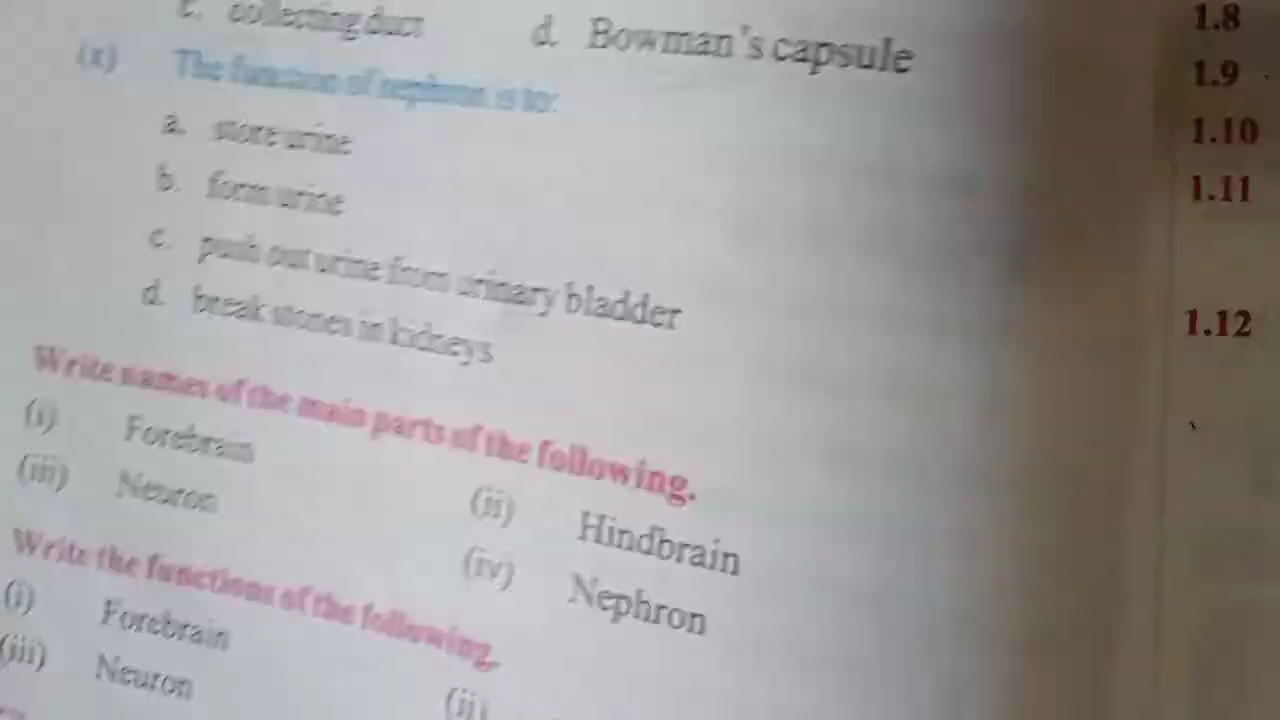 c. collecting duct d. Bowman's capsule
(x) The function of nephron is to:
a. store urine
b. form urine
c. push out urine from urinary bladder
d. break stones in kidneys
Write names of the main parts of the following.
(i) Forebrain (ii) Hindbrain
(iii) Neuron (iv) Nephron
Write the functions of the following.
(i) Forebrain (ii)
(iii) Neuron
1.8
1.9
1.10
1.11
1.12